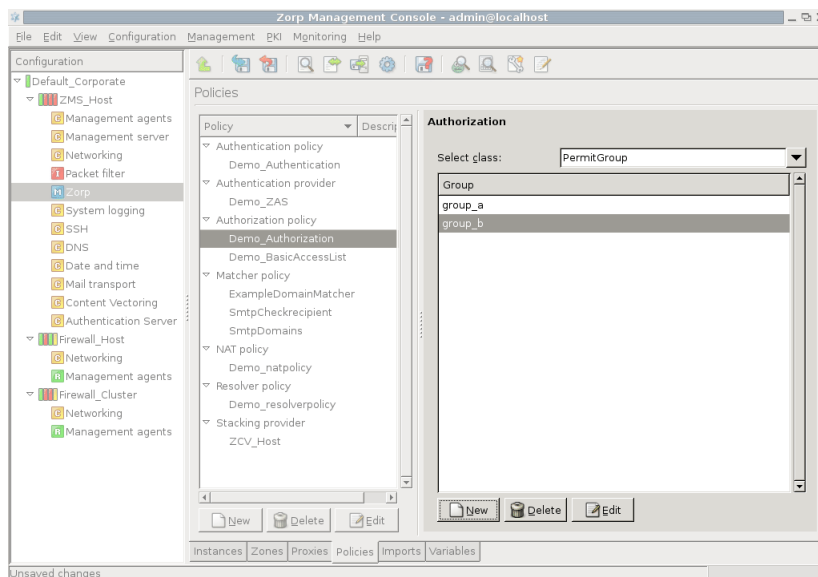 Zorp Management Console - admin@localhost
File Edit View Configuration Management PKI Monitoring Help
Configuration
Default_Corporate
ZMS_Host
Management agents
Management server
Networking
Packet filter
Zorp
System logging
SSH
DNS
Date and time
Mail transport
Content Vectoring
Authentication Server
Firewall_Host
Networking
Management agents
Firewall_Cluster
Networking
Management agents
Policies
Policy Descrip
Authentication policy
Demo_Authentication
Authentication provider
Demo_ZAS
Authorization policy
Demo_Authorization
Demo_BasicAccessList
Matcher policy
ExampleDomainMatcher
SmtpCheckrecipient
SmtpDomains
NAT policy
Demo_natpolicy
Resolver policy
Demo_resolverpolicy
Stacking provider
ZCV_Host
New Delete Edit
Authorization
Select class: PermitGroup
Group
group_a
group_b
New Delete Edit
Instances Zones Proxies Policies Imports Variables
Unsaved changes